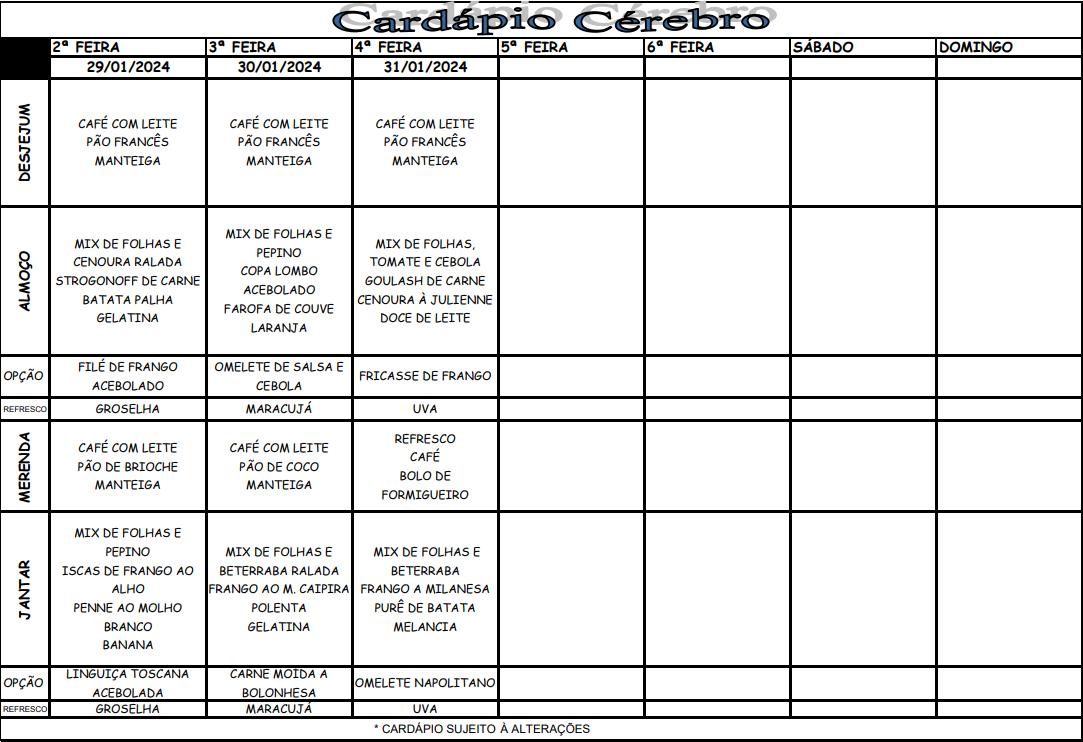 Cardápio Cérebro
2ª FEIRA 3ª FEIRA 4ª FEIRA 5ª FEIRA 6ª FEIRA SÁBADO DOMINGO
29/01/2024 30/01/2024 31/01/2024
DESJEJUM
CAFÉ COM LEITE
PÃO FRANCÊS
MANTEIGA
CAFÉ COM LEITE
PÃO FRANCÊS
MANTEIGA
CAFÉ COM LEITE
PÃO FRANCÊS
MANTEIGA
ALMOÇO
MIX DE FOLHAS E
CENOURA RALADA
STROGONOFF DE CARNE
BATATA PALHA
GELATINA
MIX DE FOLHAS E
PEPINO
COPA LOMBO
ACEBOLADO
FAROFA DE COUVE
LARANJA
MIX DE FOLHAS,
TOMATE E CEBOLA
GOULASH DE CARNE
CENOURA À JULIENNE
DOCE DE LEITE
OPÇÃO
FILÉ DE FRANGO
ACEBOLADO
OMELETE DE SALSA E
CEBOLA
FRICASSE DE FRANGO
REFRESCO GROSELHA MARACUJÁ UVA
MERENDA
CAFÉ COM LEITE
PÃO DE BRIOCHE
MANTEIGA
CAFÉ COM LEITE
PÃO DE COCO
MANTEIGA
REFRESCO
CAFÉ
BOLO DE
FORMIGUEIRO
JANTAR
MIX DE FOLHAS E
PEPINO
ISCAS DE FRANGO AO
ALHO
PENNE AO MOLHO
BRANCO
BANANA
MIX DE FOLHAS E
BETERRABA RALADA
FRANGO AO M. CAIPIRA
POLENTA
GELATINA
MIX DE FOLHAS E
BETERRABA
FRANGO A MILANESA
PURÊ DE BATATA
MELANCIA
OPÇÃO
LINGUIÇA TOSCANA
ACEBOLADA
CARNE MOÍDA A
BOLONHESA
OMELETE NAPOLITANO
REFRESCO GROSELHA MARACUJÁ UVA
* CARDÁPIO SUJEITO À ALTERAÇÕES